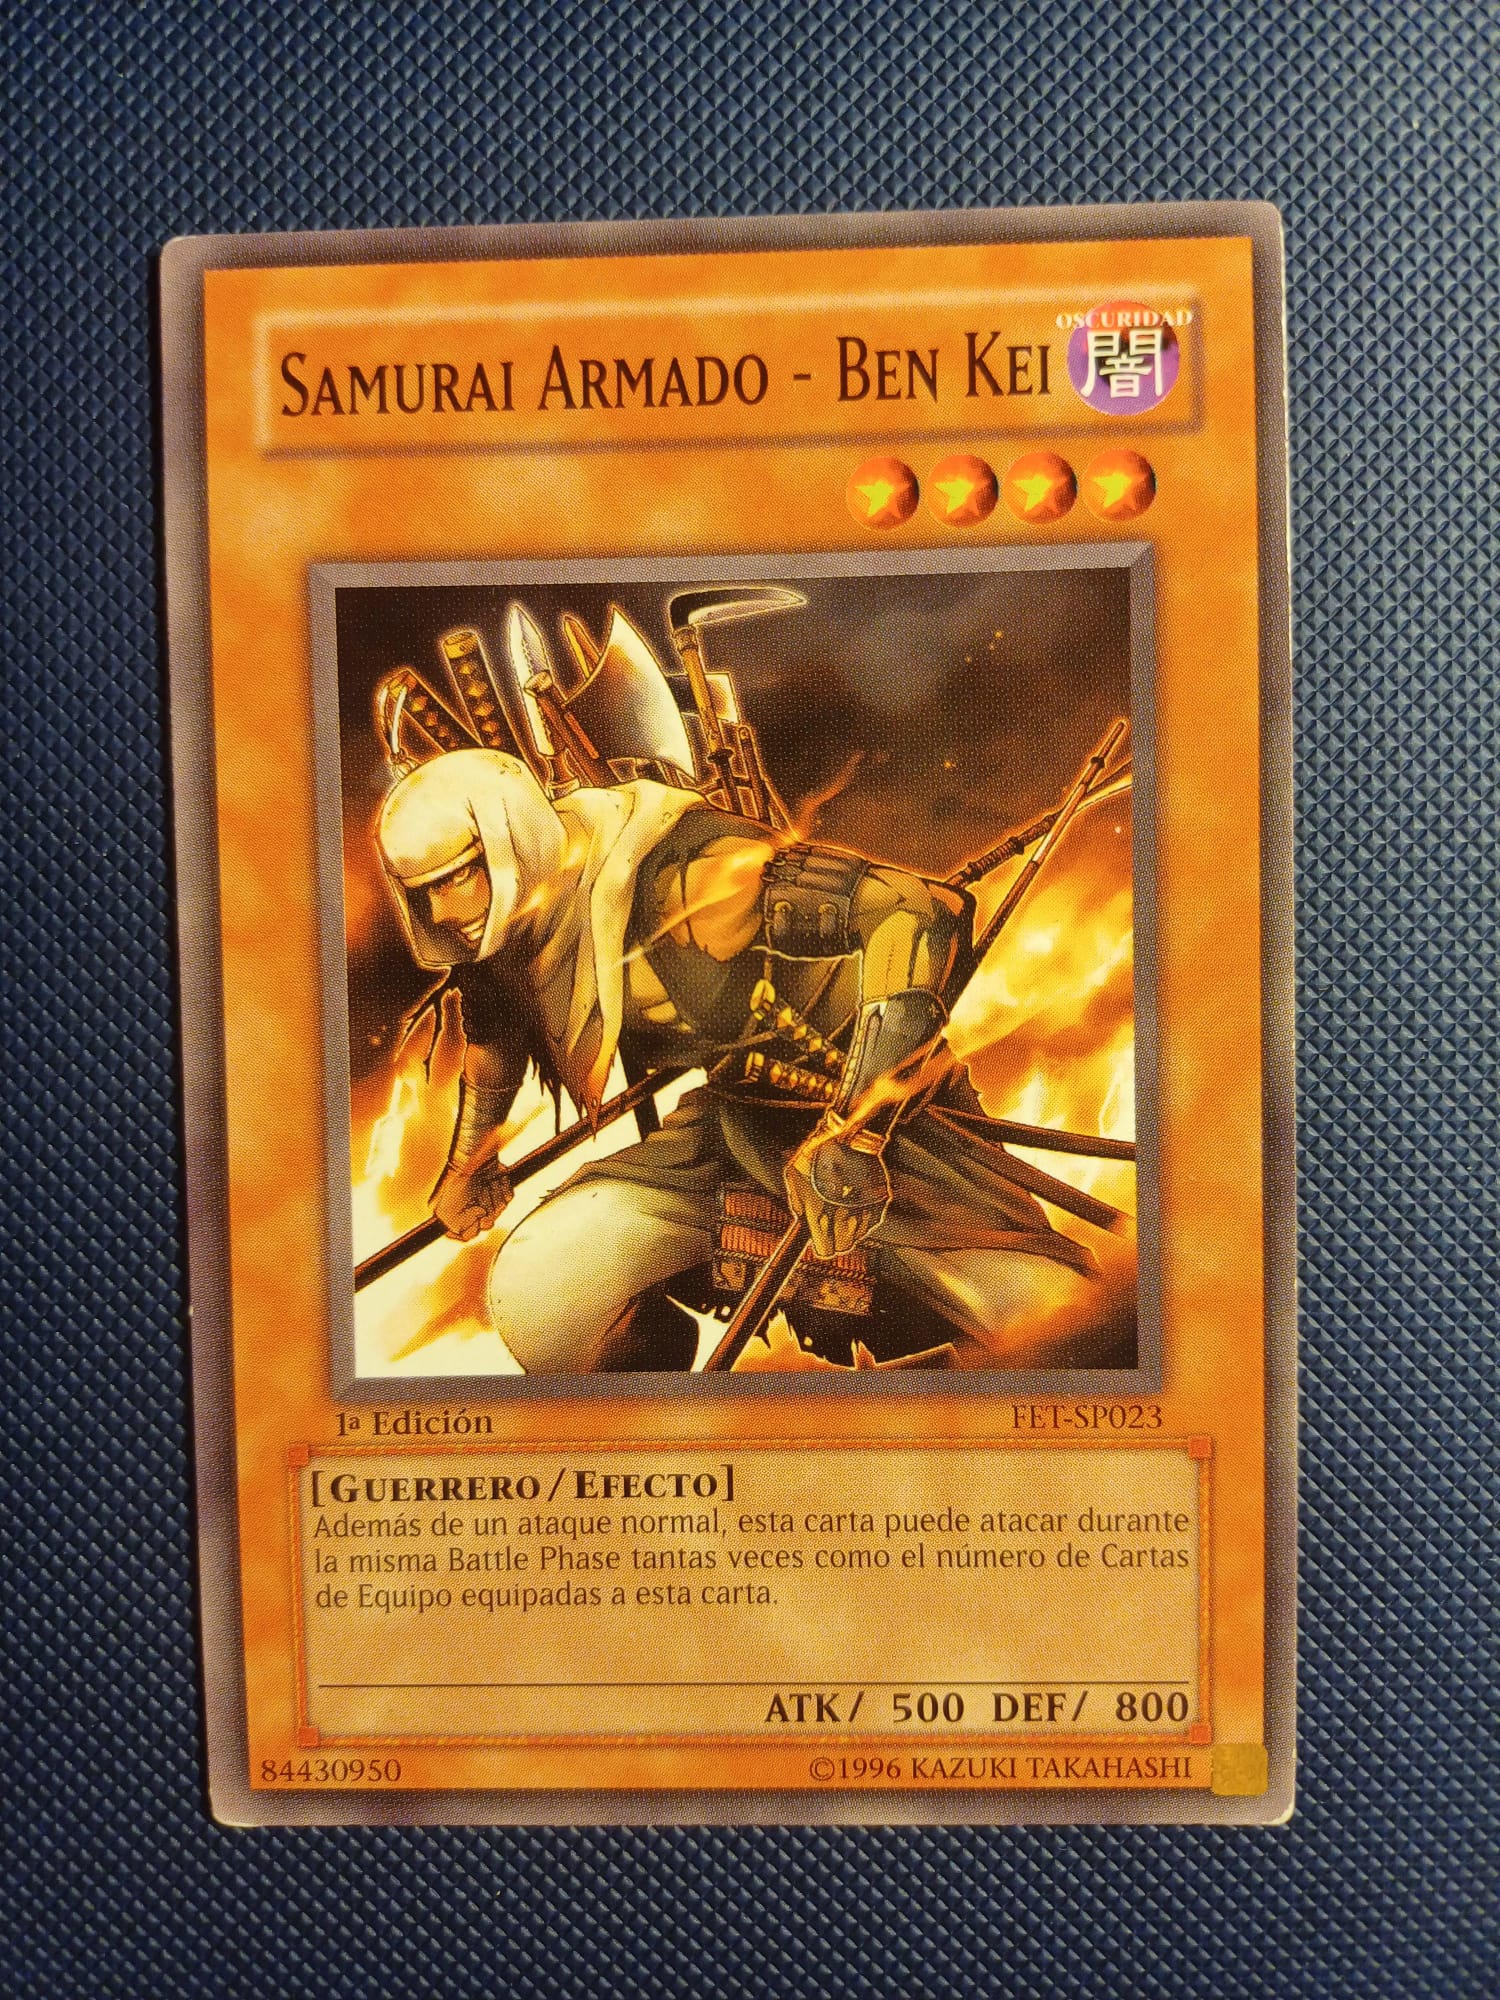 SAMURAI ARMADO - BEN KEI
OSCURIDAD
闇
1ª Edición
FET-SP023
[GUERRERO/EFECTO]
Además de un ataque normal, esta carta puede atacar durante
la misma Battle Phase tantas veces como el número de Cartas
de Equipo equipadas a esta carta.
ATK/ 500 DEF/ 800
84430950
©1996 KAZUKI TAKAHASHI